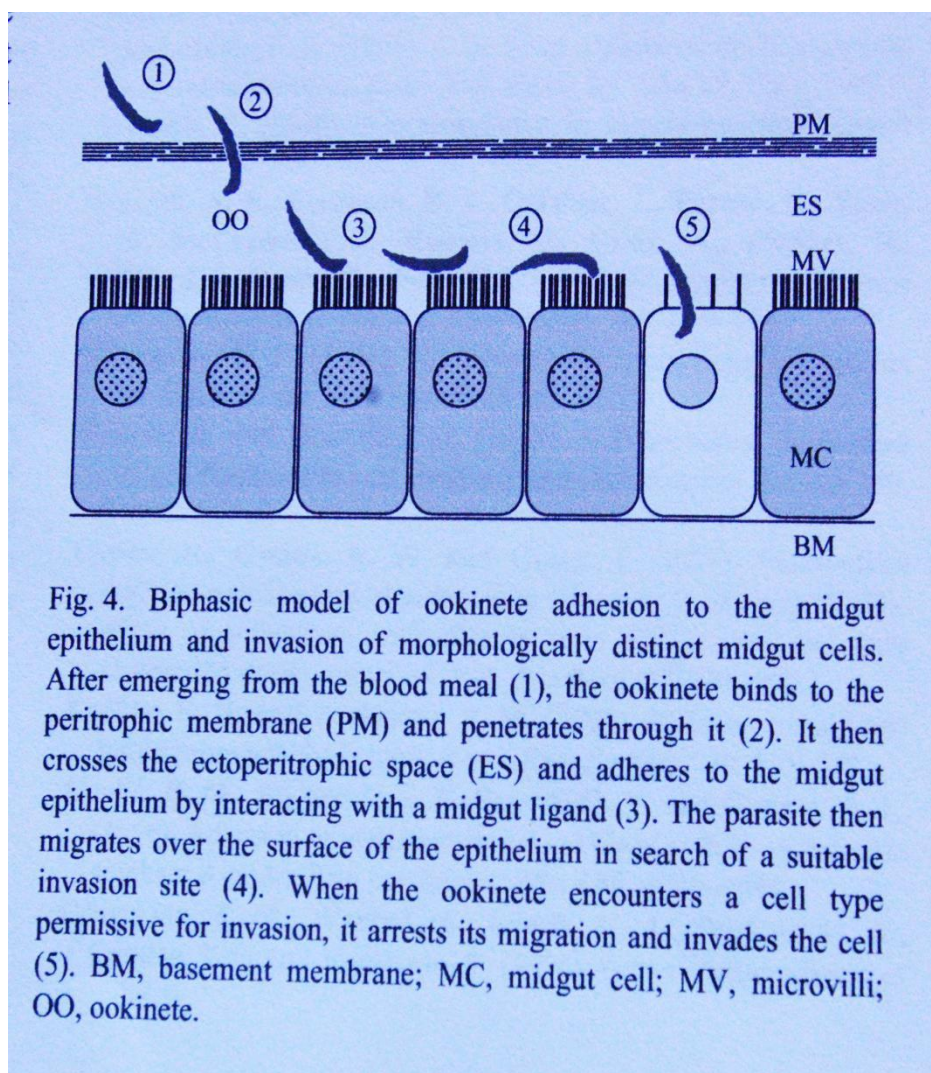 ①
②
PM
OO
ES
③
④
⑤
MV
MC
BM
Fig. 4. Biphasic model of ookinete adhesion to the midgut
epithelium and invasion of morphologically distinct midgut cells.
After emerging from the blood meal (1), the ookinete binds to the
peritrophic membrane (PM) and penetrates through it (2). It then
crosses the ectoperitrophic space (ES) and adheres to the midgut
epithelium by interacting with a midgut ligand (3). The parasite then
migrates over the surface of the epithelium in search of a suitable
invasion site (4). When the ookinete encounters a cell type
permissive for invasion, it arrests its migration and invades the cell
(5). BM, basement membrane; MC, midgut cell; MV, microvilli;
OO, ookinete.